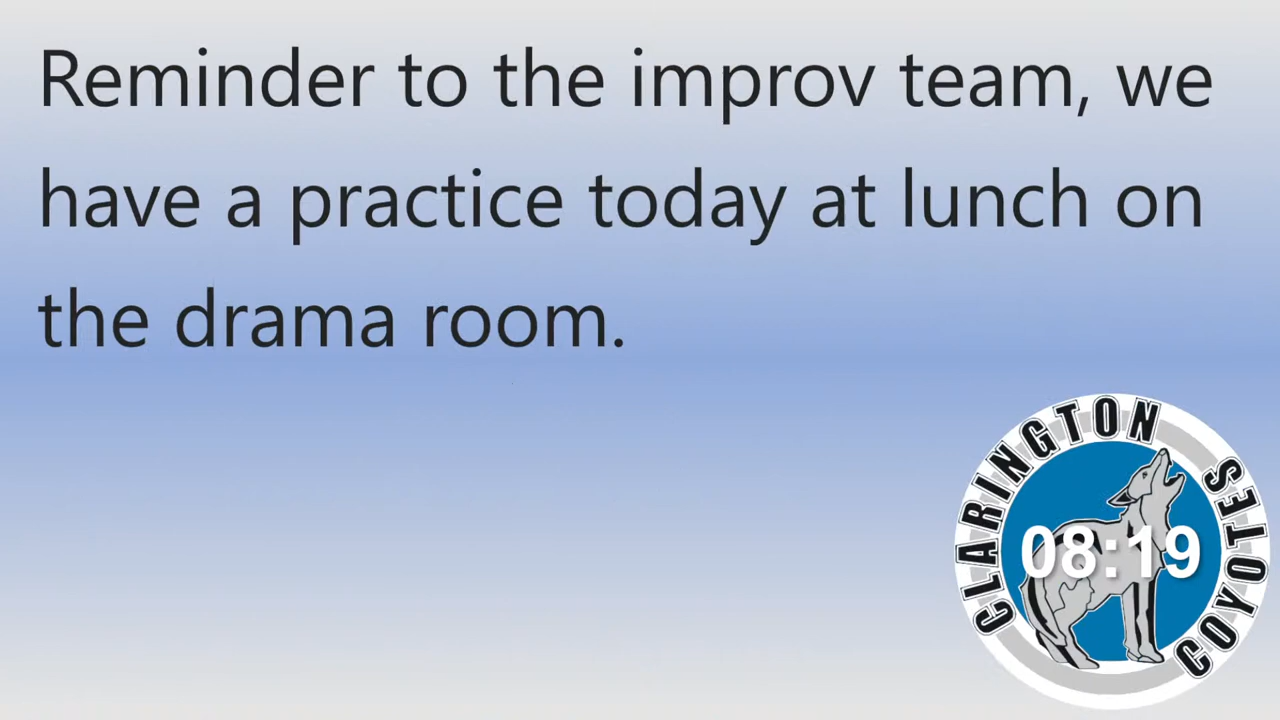 Reminder to the improv team, we
have a practice today at lunch on
the drama room.
CLARINGTON
COYOTES
08:19